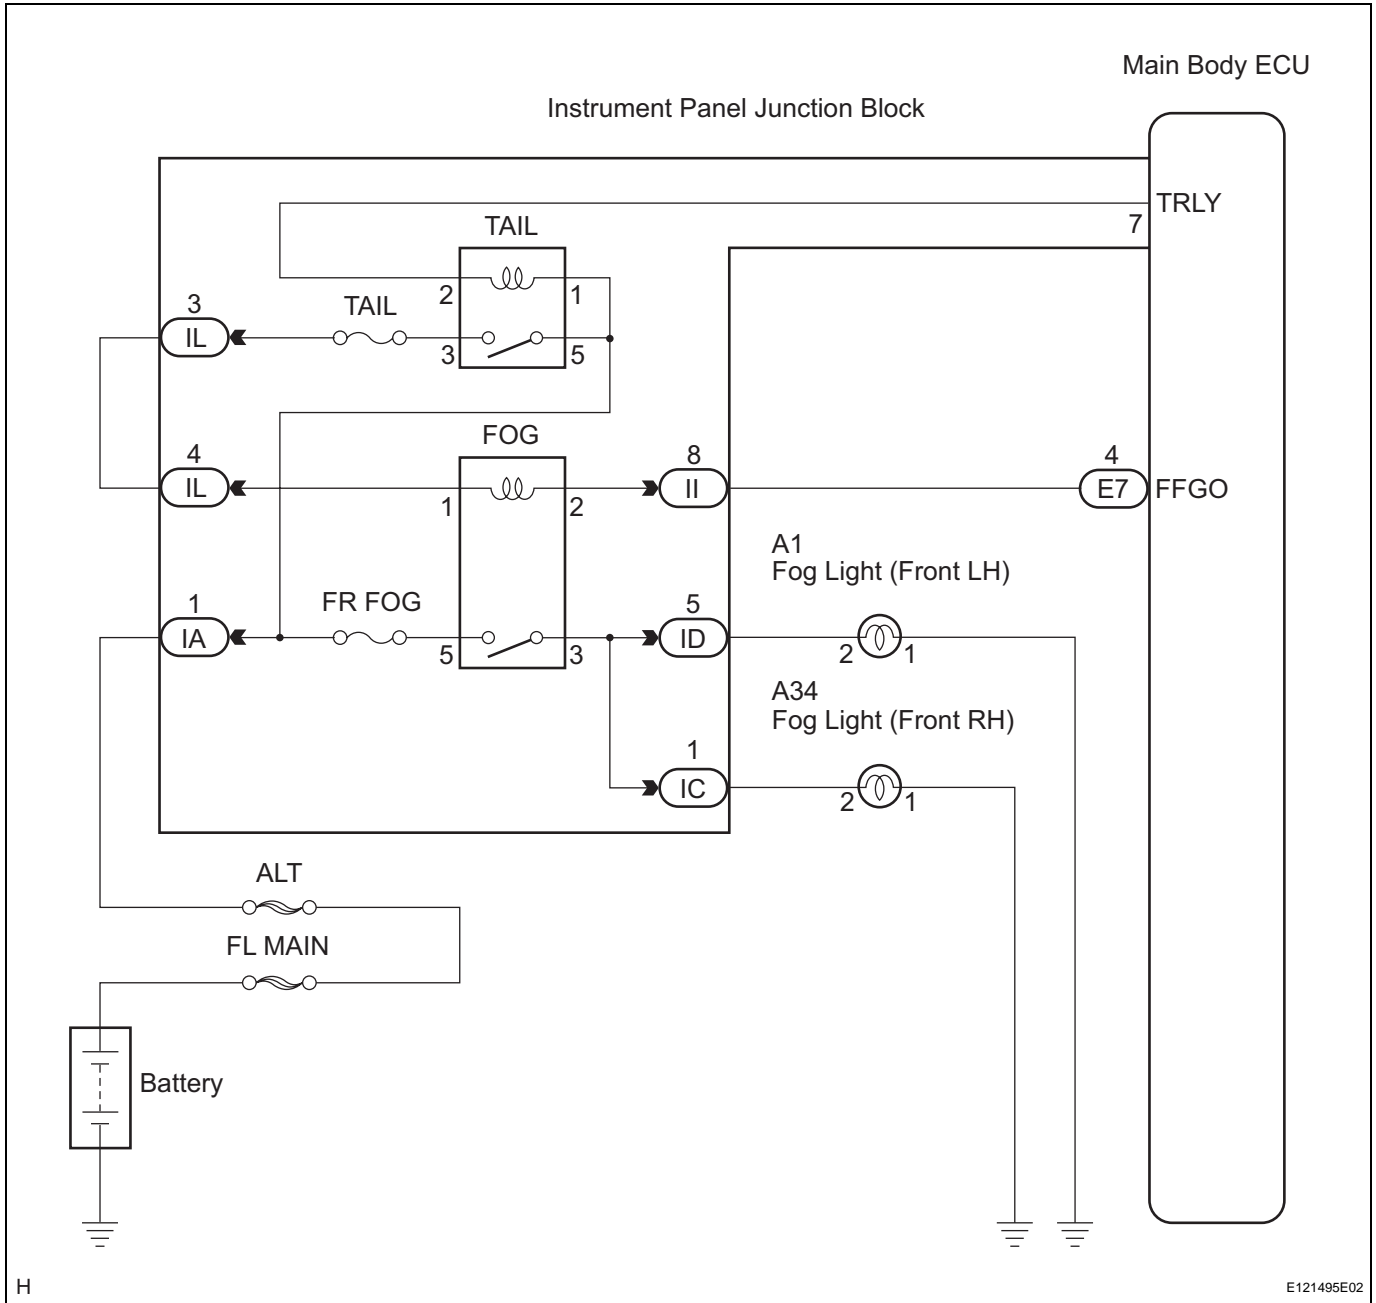 Main Body ECU
Instrument Panel Junction Block
TRLY
7
TAIL
2
1
3
TAIL
IL
3
5
FOG
4
8
4
IL
II
E7
FFGO
1
2
A1
Fog Light (Front LH)
1
FR FOG
5
IA
ID
5
3
2
1
A34
Fog Light (Front RH)
1
IC
2
1
ALT
FL MAIN
Battery
H
E121495E02